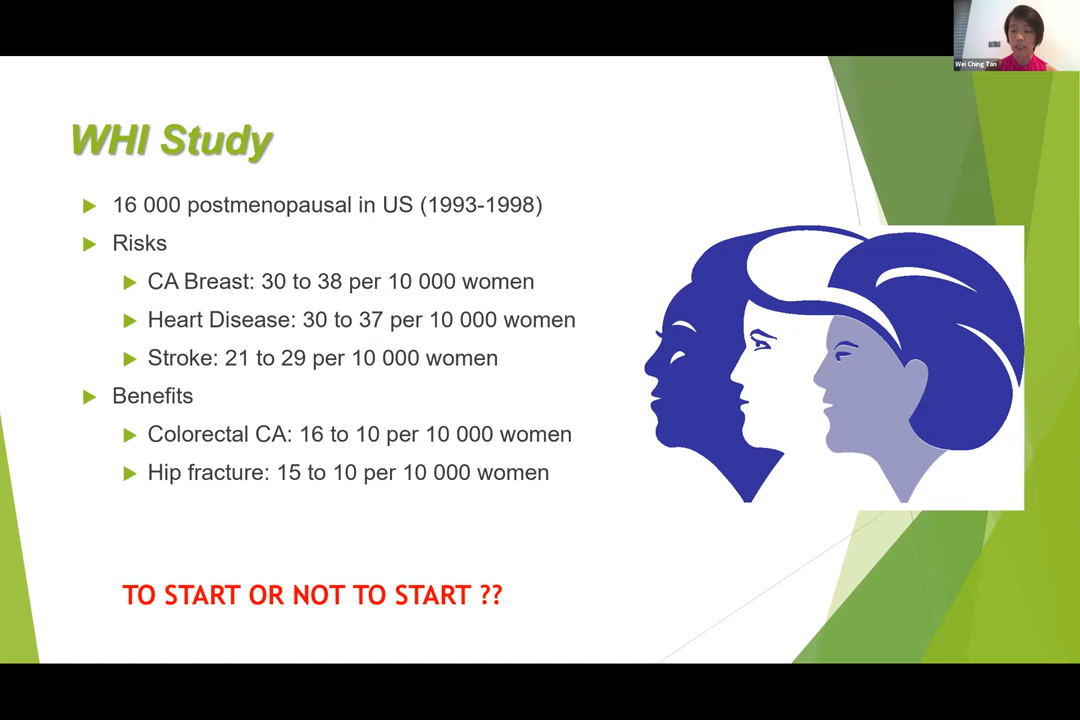 Wei Ching Tan
WHI Study
16 000 postmenopausal in US (1993-1998)
Risks
CA Breast: 30 to 38 per 10 000 women
Heart Disease: 30 to 37 per 10 000 women
Stroke: 21 to 29 per 10 000 women
Benefits
Colorectal CA: 16 to 10 per 10 000 women
Hip fracture: 15 to 10 per 10 000 women
TO START OR NOT TO START ??